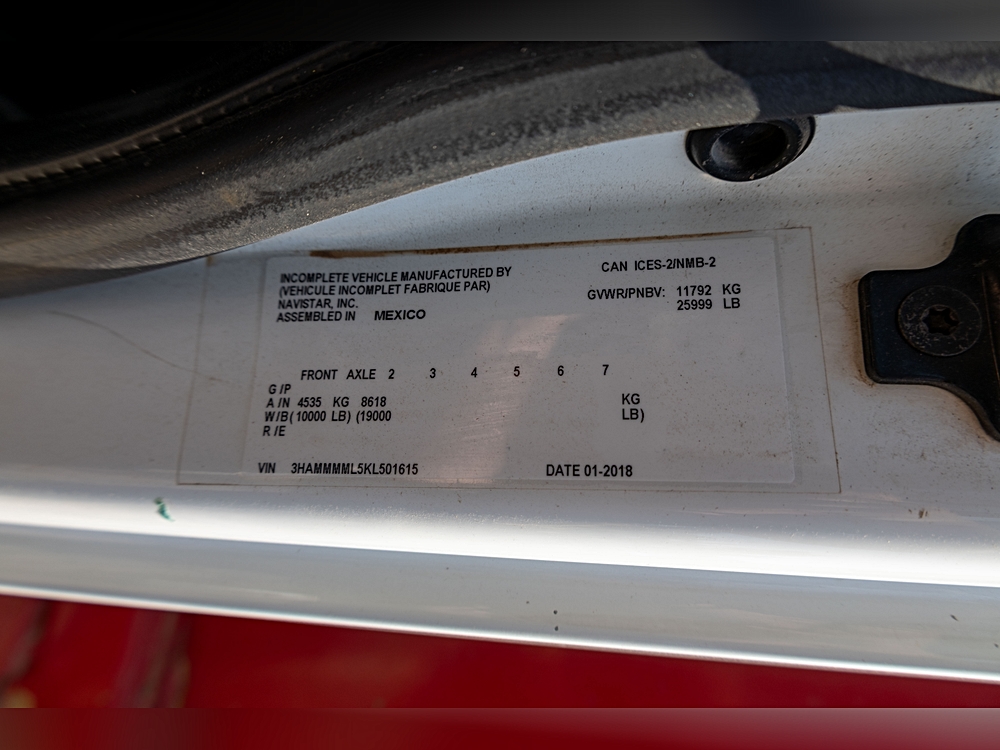 INCOMPLETE VEHICLE MANUFACTURED BY
(VEHICULE INCOMPLET FABRIQUE PAR)
NAVISTAR, INC.
ASSEMBLED IN MEXICO
CAN ICES-2/NMB-2
GVWR/PNBV: 11792 KG
25999 LB
FRONT AXLE 2 3 4 5 6 7
G/P
A/N 4535 KG 8618 KG
W/B (10000 LB) (19000 LB)
R/E
VIN 3HAMMMML5KL501615
DATE 01-2018